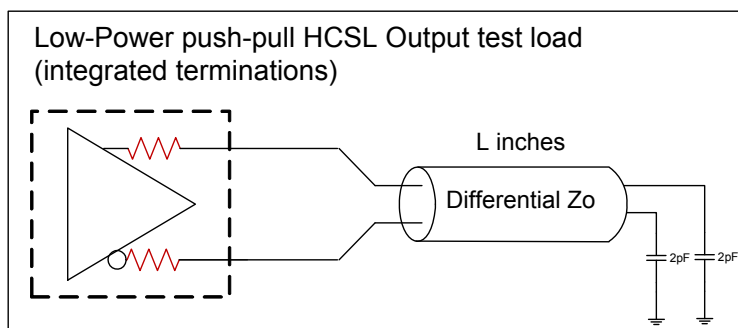 Low-Power push-pull HCSL Output test load
(integrated terminations)
L inches
Differential Zo
2pF
2pF